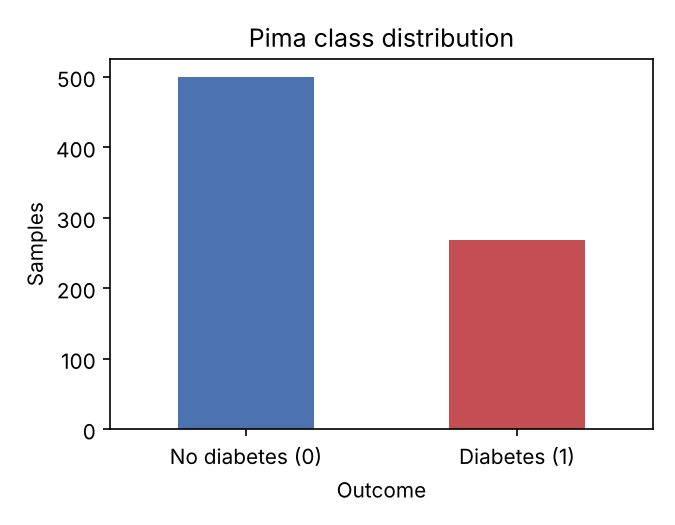 Pima class distribution
Samples
500
400
300
200
100
0
No diabetes (0)
Diabetes (1)
Outcome